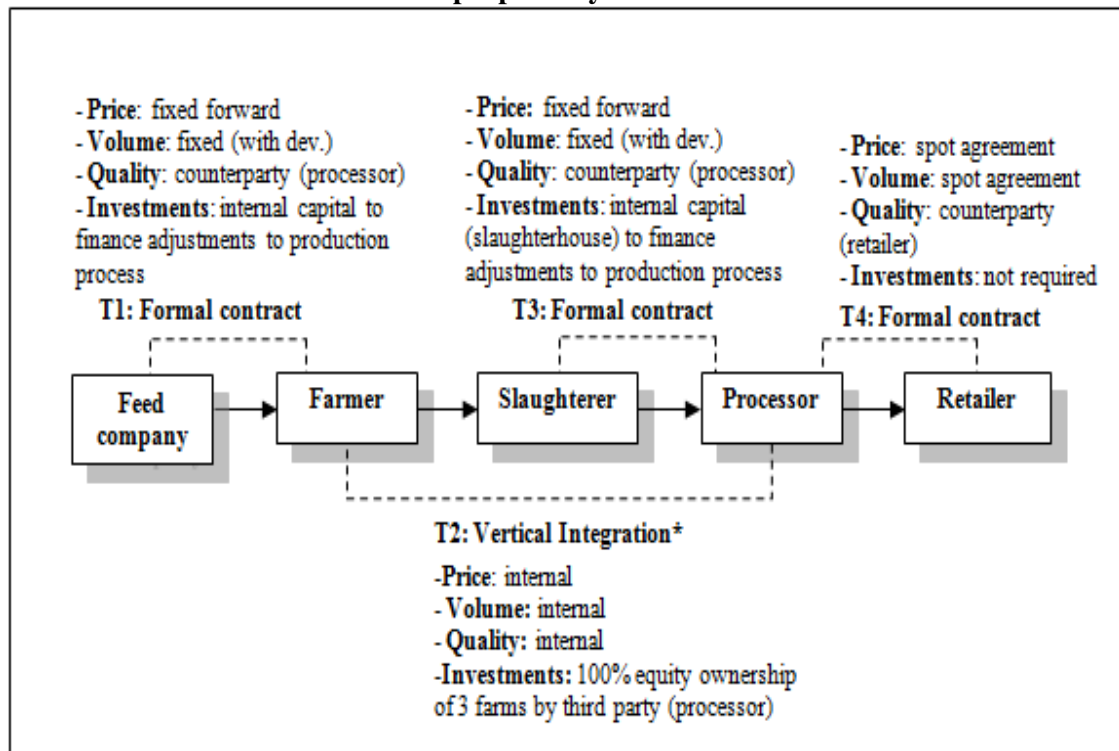 - Price: fixed forward
- Volume: fixed (with dev.)
- Quality: counterparty (processor)
- Investments: internal capital to
finance adjustments to production
process
T1: Formal contract
- Price: fixed forward
- Volume: fixed (with dev.)
- Quality: counterparty (processor)
- Investments: internal capital
(slaughterhouse) to finance
adjustments to production process
T3: Formal contract
- Price: spot agreement
- Volume: spot agreement
- Quality: counterparty
(retailer)
- Investments: not required
T4: Formal contract
Feed
company
Farmer
Slaughterer
Processor
Retailer
T2: Vertical Integration*
-Price: internal
- Volume: internal
- Quality: internal
-Investments: 100% equity ownership
of 3 farms by third party (processor)